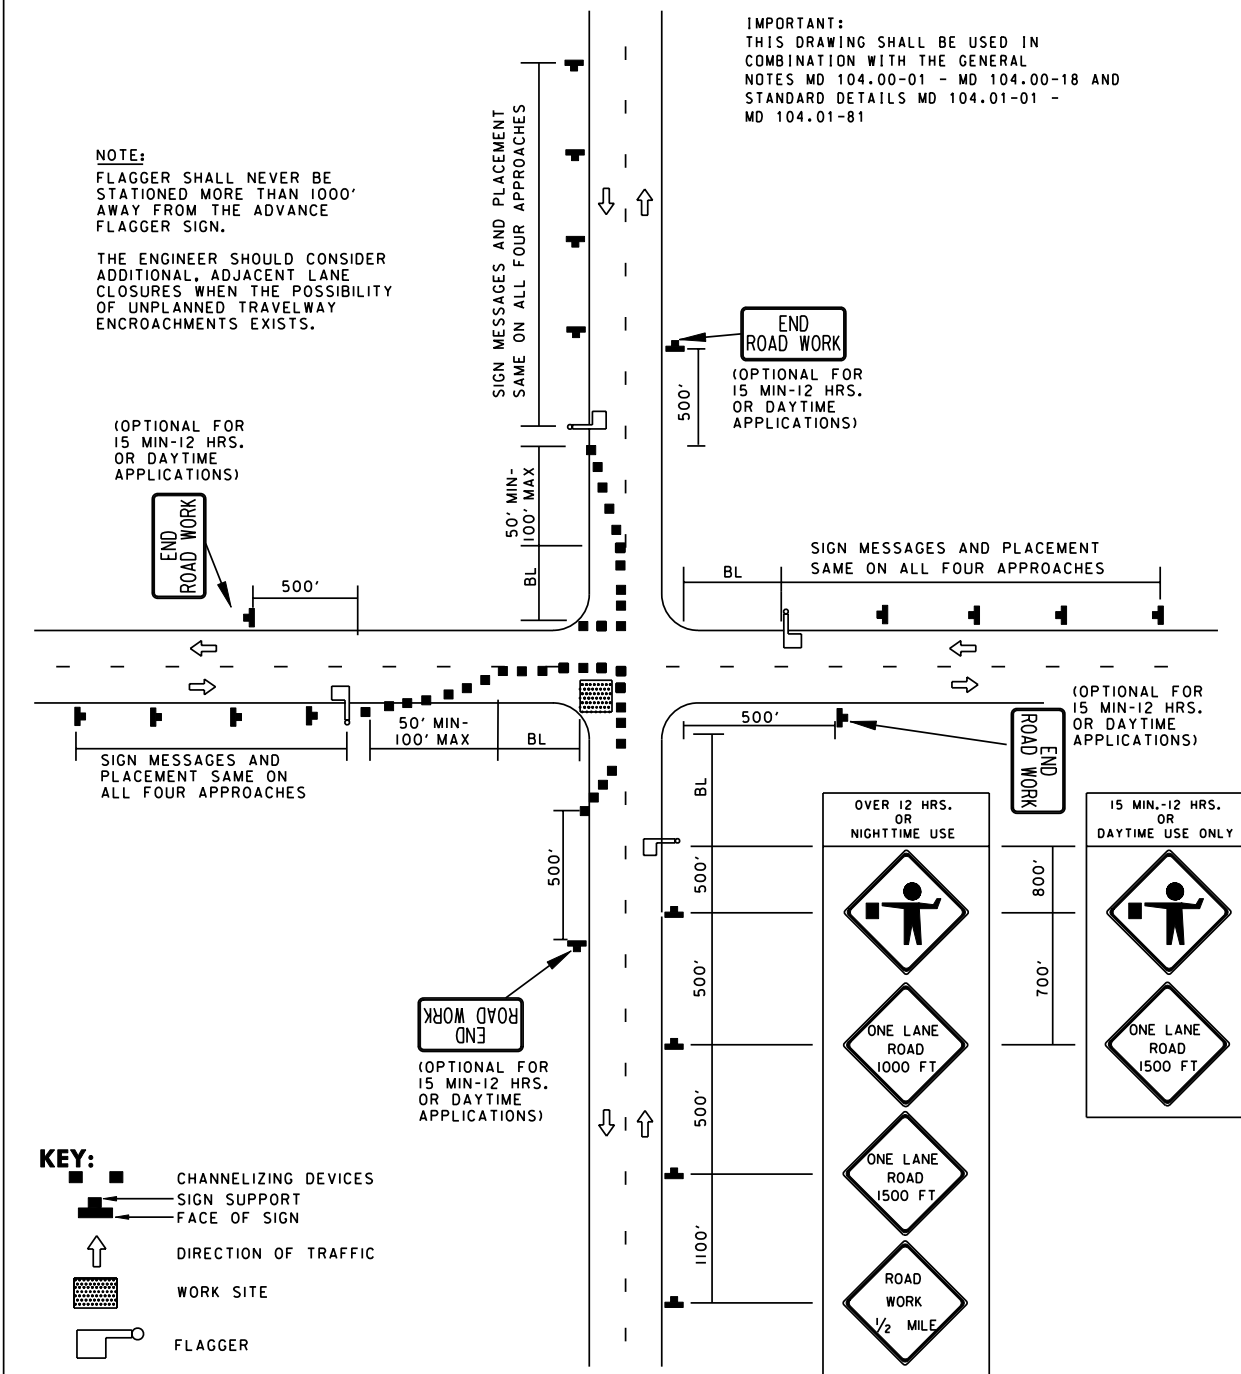 IMPORTANT:
THIS DRAWING SHALL BE USED IN
COMBINATION WITH THE GENERAL
NOTES MD 104.00-01 - MD 104.00-18 AND
STANDARD DETAILS MD 104.01-01 -
MD 104.01-81
NOTE:
FLAGGER SHALL NEVER BE
STATIONED MORE THAN 1000'
AWAY FROM THE ADVANCE
FLAGGER SIGN.
THE ENGINEER SHOULD CONSIDER
ADDITIONAL, ADJACENT LANE
CLOSURES WHEN THE POSSIBILITY
OF UNPLANNED TRAVELWAY
ENCROACHMENTS EXISTS.
SIGN MESSAGES AND PLACEMENT
SAME ON ALL FOUR APPROACHES
END
ROAD WORK
(OPTIONAL FOR
15 MIN-12 HRS.
OR DAYTIME
APPLICATIONS)
500'
(OPTIONAL FOR
15 MIN-12 HRS.
OR DAYTIME
APPLICATIONS)
END
ROAD WORK
500'
50' MIN-
100' MAX
BL
SIGN MESSAGES AND PLACEMENT
SAME ON ALL FOUR APPROACHES
BL
50' MIN-
100' MAX
BL
SIGN MESSAGES AND
PLACEMENT SAME ON
ALL FOUR APPROACHES
500'
(OPTIONAL FOR
15 MIN-12 HRS.
OR DAYTIME
APPLICATIONS)
END
ROAD WORK
BL
500'
500'
500'
1100'
500'
END
ROAD WORK
(OPTIONAL FOR
15 MIN-12 HRS.
OR DAYTIME
APPLICATIONS)
OVER 12 HRS.
OR
NIGHTTIME USE
ONE LANE
ROAD
1000 FT
ONE LANE
ROAD
1500 FT
ROAD
WORK
1/2 MILE
800'
700'
15 MIN.-12 HRS.
OR
DAYTIME USE ONLY
ONE LANE
ROAD
1500 FT
KEY:
CHANNELIZING DEVICES
SIGN SUPPORT
FACE OF SIGN
DIRECTION OF TRAFFIC
WORK SITE
FLAGGER